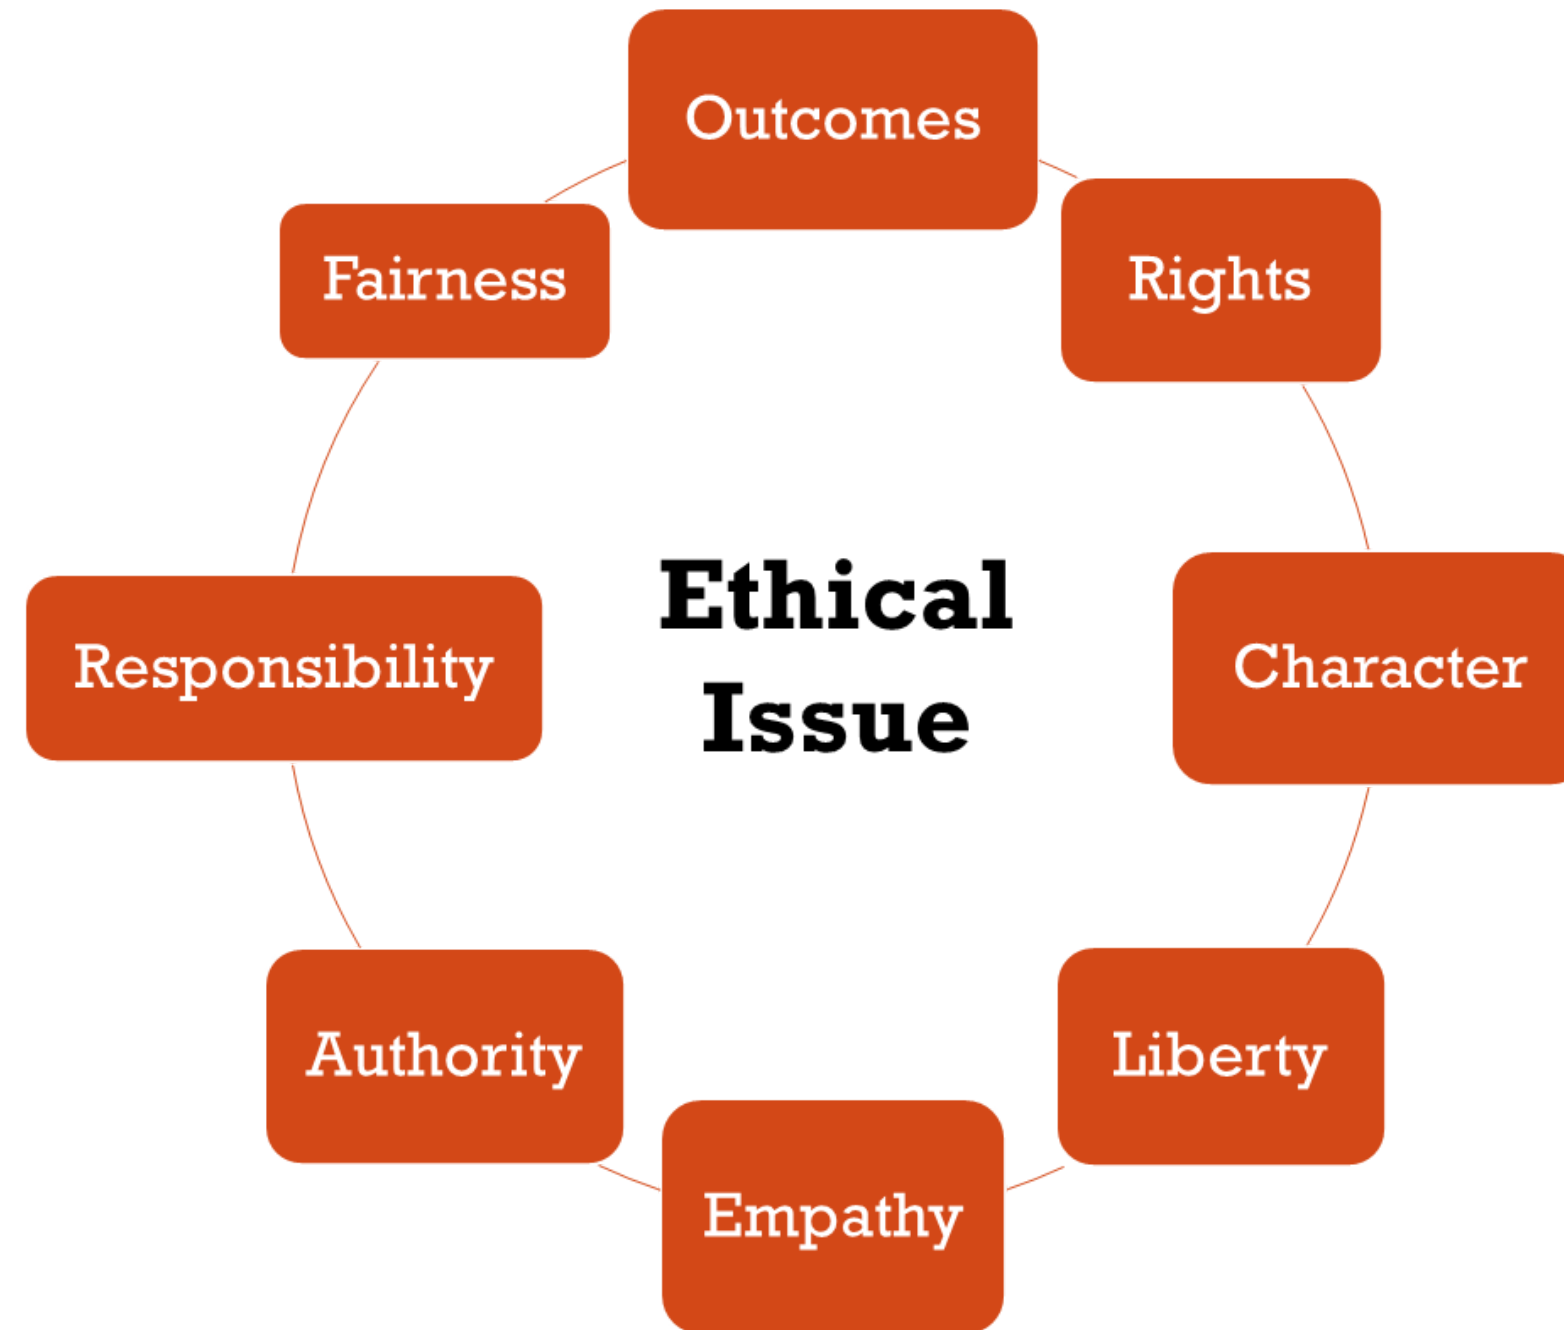 Outcomes
Rights
Character
Liberty
Empathy
Authority
Responsibility
Fairness
Ethical
Issue